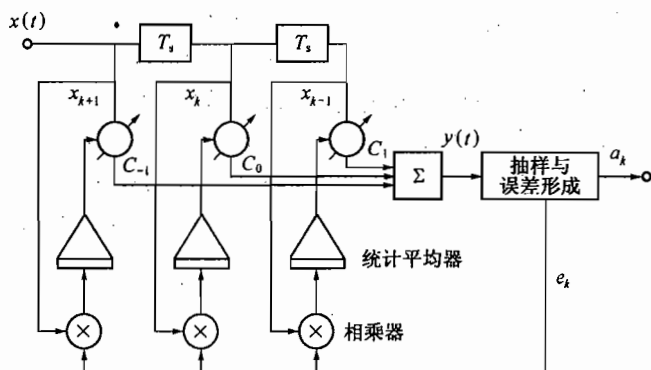 x(t)
T_s
T_s
x_{k+1}
x_k
x_{k-1}
C_{-1}
C_0
C_1
Σ
y(t)
抽样与
误差形成
a_k
统计平均器
e_k
×
×
×
相乘器